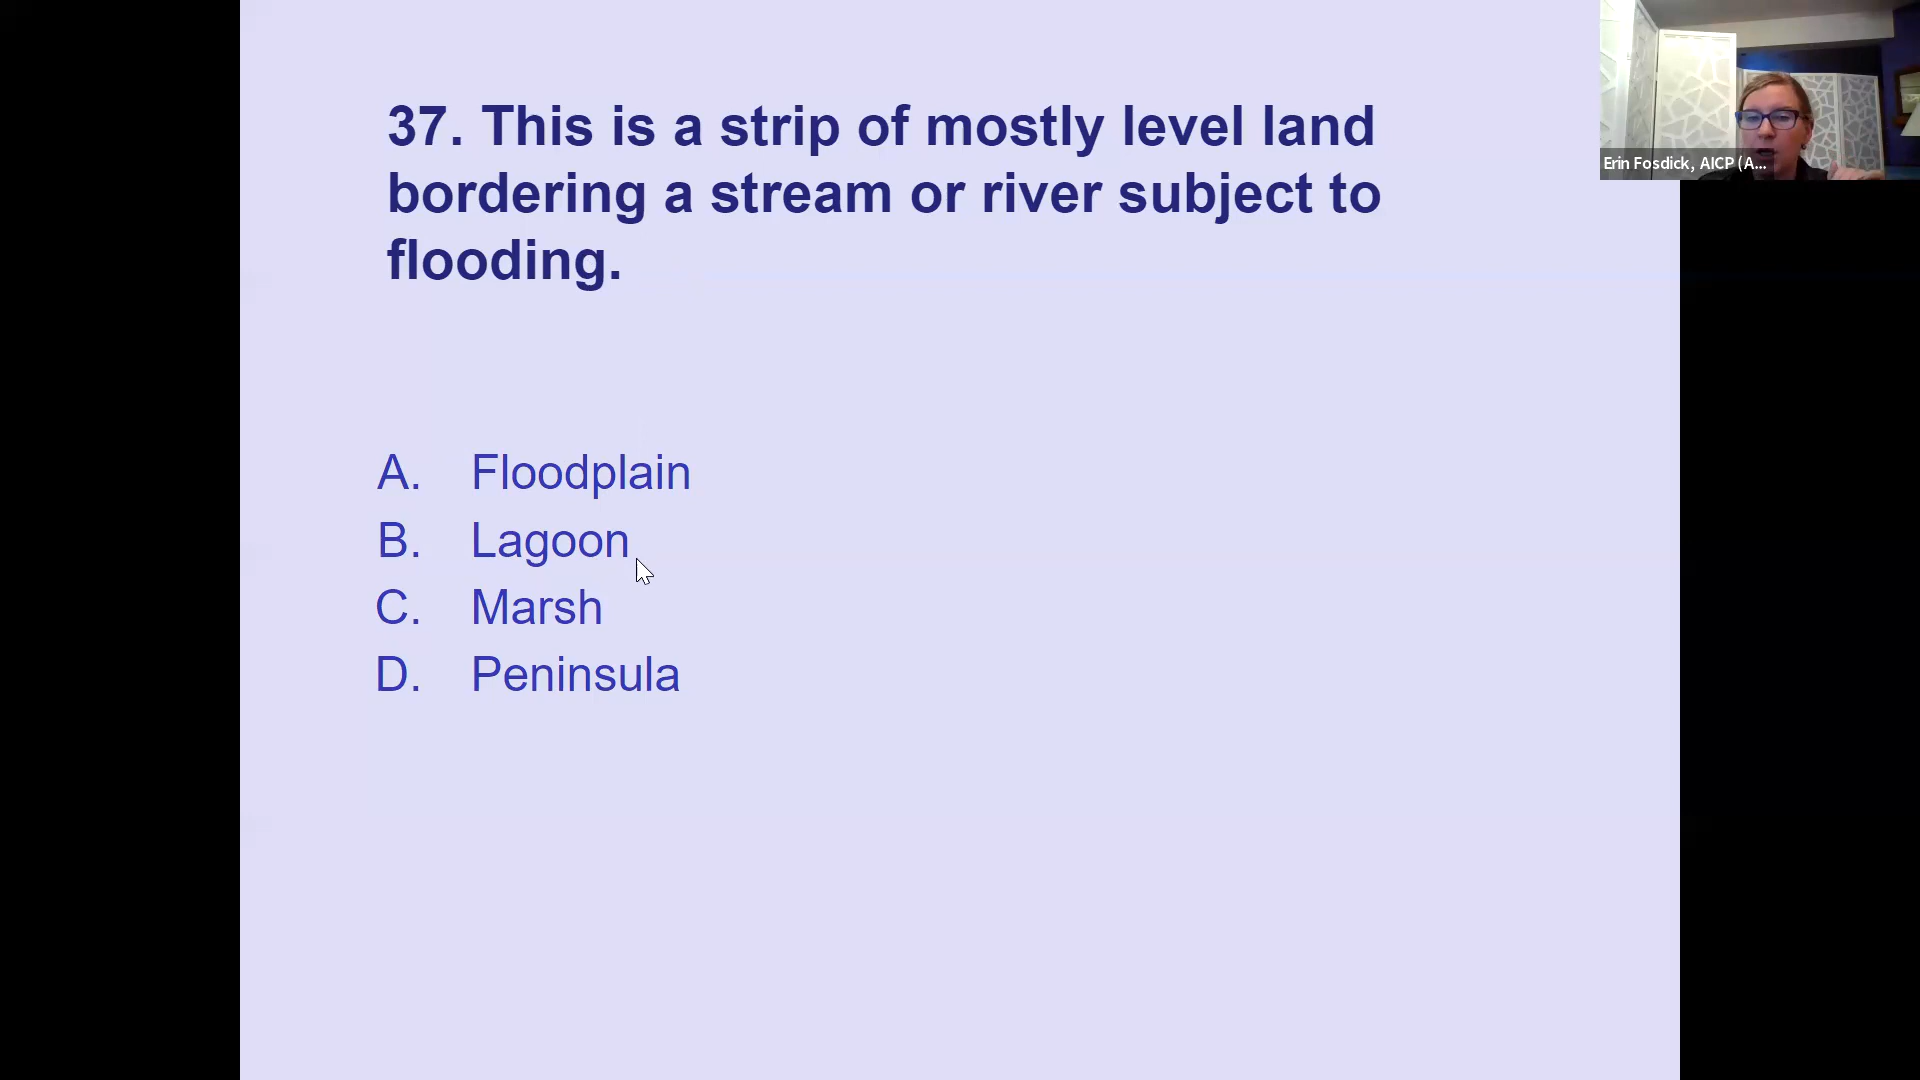 37. This is a strip of mostly level land
bordering a stream or river subject to
flooding.
A. Floodplain
B. Lagoon
C. Marsh
D. Peninsula
Erin Fosdick, AICP (A...